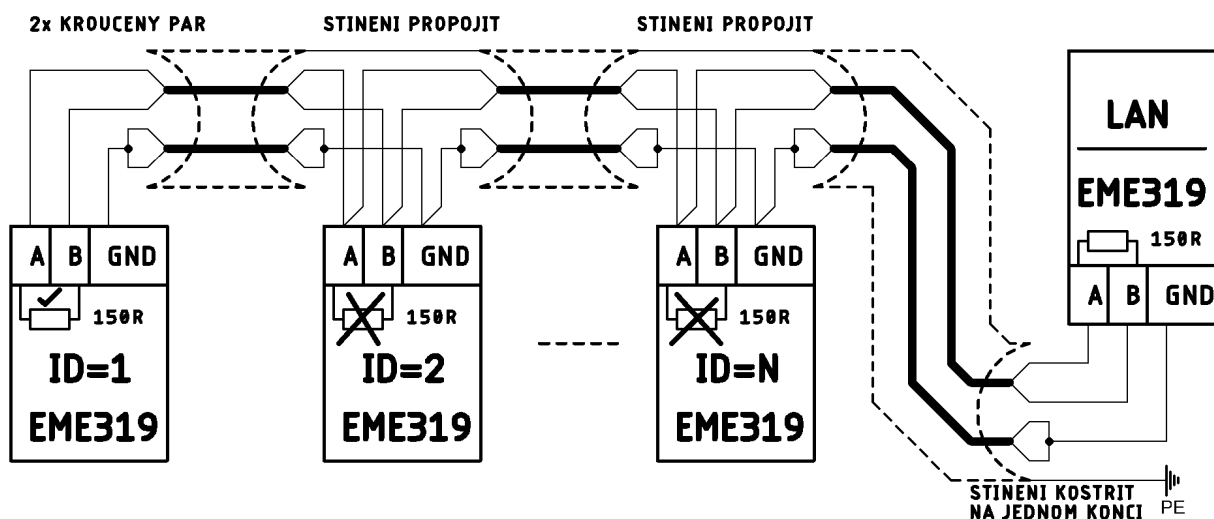 2x KROUCENY PAR
STINENI PROPOJIT
STINENI PROPOJIT
LAN
EME319
150R
A B GND
A B GND
A B GND
A B GND
150R
150R
150R
ID=1
ID=2
ID=N
EME319
EME319
EME319
STINENI KOSTRIT
NA JEDNOM KONCI
PE